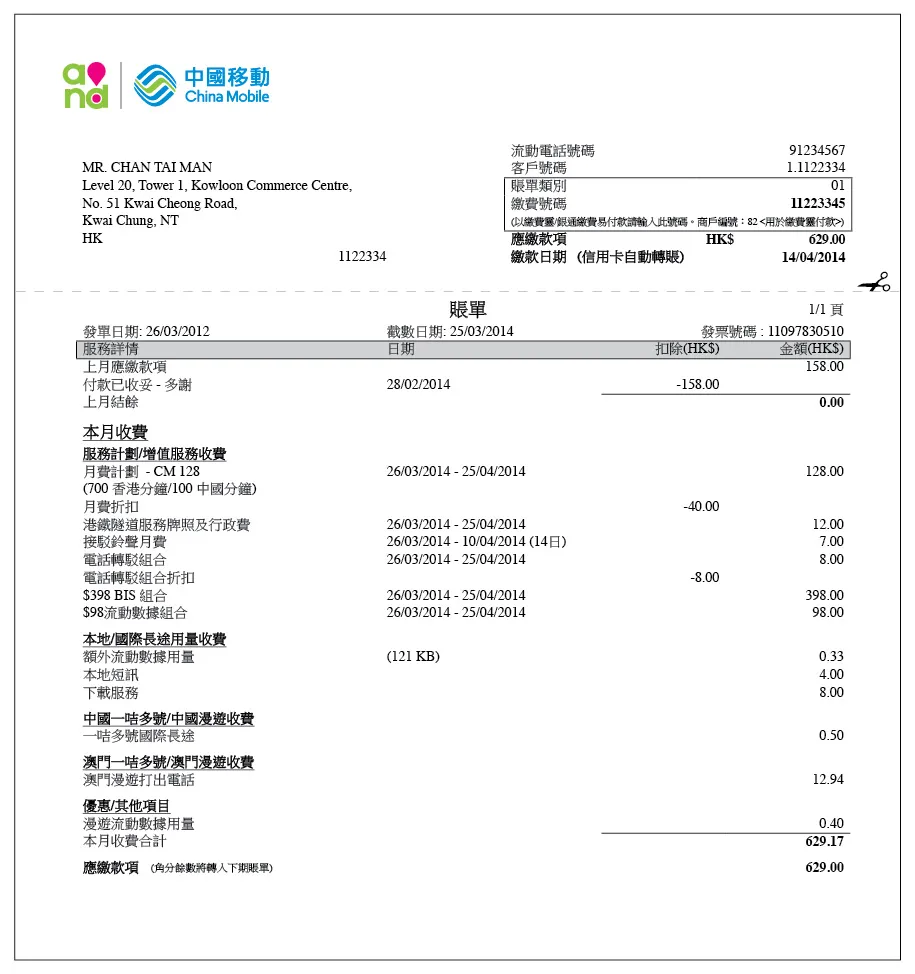 and
中國移動
China Mobile
流動電話號碼 91234567
MR. CHAN TAI MAN 客戶號碼 1.1122334
Level 20, Tower 1, Kowloon Commerce Centre, 賬單類別 01
No. 51 Kwai Cheong Road, 繳費號碼 11223345
Kwai Chung, NT (以繳費靈/銀通繳費易付款請輸入此號碼。商戶編號：82 <用於繳費靈付款>)
HK 應繳款項 HK$ 629.00
1122334 繳款日期 (信用卡自動轉賬) 14/04/2014
賬單 1/1 頁
發單日期: 26/03/2012 截數日期: 25/03/2014 發票號碼 : 11097830510
服務詳情 日期 扣除(HK$) 金額(HK$)
上月應繳款項 158.00
付款已收妥 - 多謝 28/02/2014 -158.00
上月結餘 0.00
本月收費
服務計劃/增值服務收費
月費計劃 - CM 128 26/03/2014 - 25/04/2014 128.00
(700 香港分鐘/100 中國分鐘)
月費折扣 -40.00
港鐵隧道服務牌照及行政費 26/03/2014 - 25/04/2014 12.00
接駁鈴聲月費 26/03/2014 - 10/04/2014 (14日) 7.00
電話轉駁組合 26/03/2014 - 25/04/2014 8.00
電話轉駁組合折扣 -8.00
$398 BIS 組合 26/03/2014 - 25/04/2014 398.00
$98流動數據組合 26/03/2014 - 25/04/2014 98.00
本地/國際長途用量收費
額外流動數據用量 (121 KB) 0.33
本地短訊 4.00
下載服務 8.00
中國一咭多號/中國漫遊收費
一咭多號國際長途 0.50
澳門一咭多號/澳門漫遊收費
澳門漫遊打出電話 12.94
優惠/其他項目
漫遊流動數據用量 0.40
本月收費合計 629.17
應繳款項 (角分餘數將轉入下期賬單) 629.00